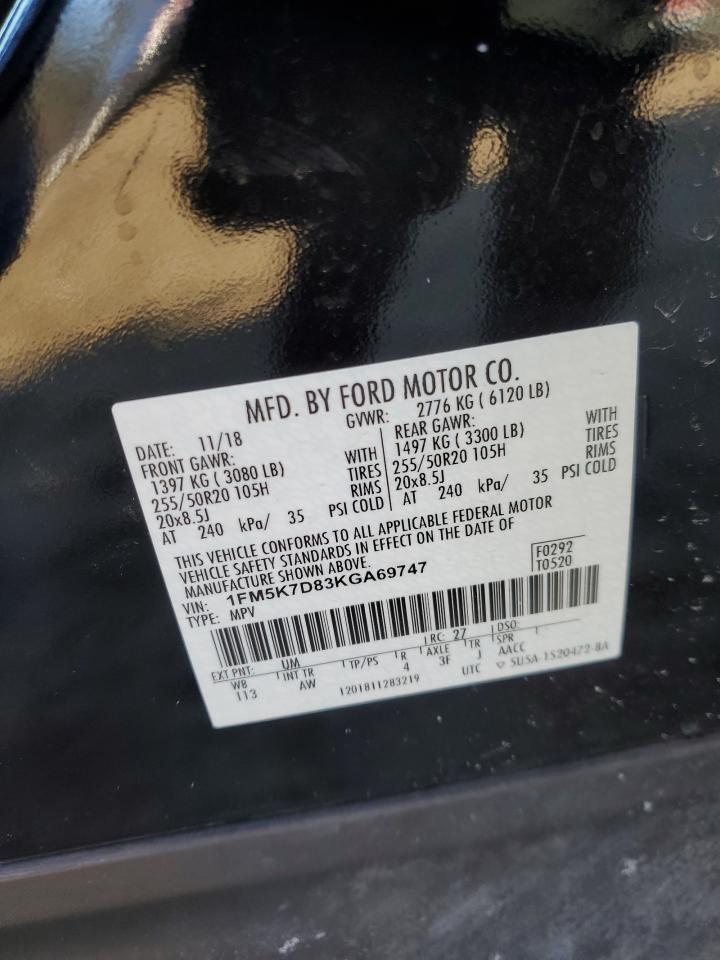 MFD. BY FORD MOTOR CO.
DATE: 11/18 GVWR: 2776 KG ( 6120 LB)
FRONT GAWR: REAR GAWR:
1397 KG ( 3080 LB) WITH 1497 KG ( 3300 LB) WITH
255/50R20 105H TIRES 255/50R20 105H TIRES
20x8.5J RIMS 20x8.5J RIMS
AT 240 kPa/ 35 PSI COLD AT 240 kPa/ 35 PSI COLD
THIS VEHICLE CONFORMS TO ALL APPLICABLE FEDERAL MOTOR
VEHICLE SAFETY STANDARDS IN EFFECT ON THE DATE OF
MANUFACTURE SHOWN ABOVE.
VIN: 1FM5K7D83KGA69747 F0292
TYPE: MPV T0520
EXT PNT: UM RC: 27 DSO:
WB INT TR TP/PS R AXLE TR SPR
113 AW 4 3F J AACC
1201811283219 UTC ▽ 5U5A-1520472-8A